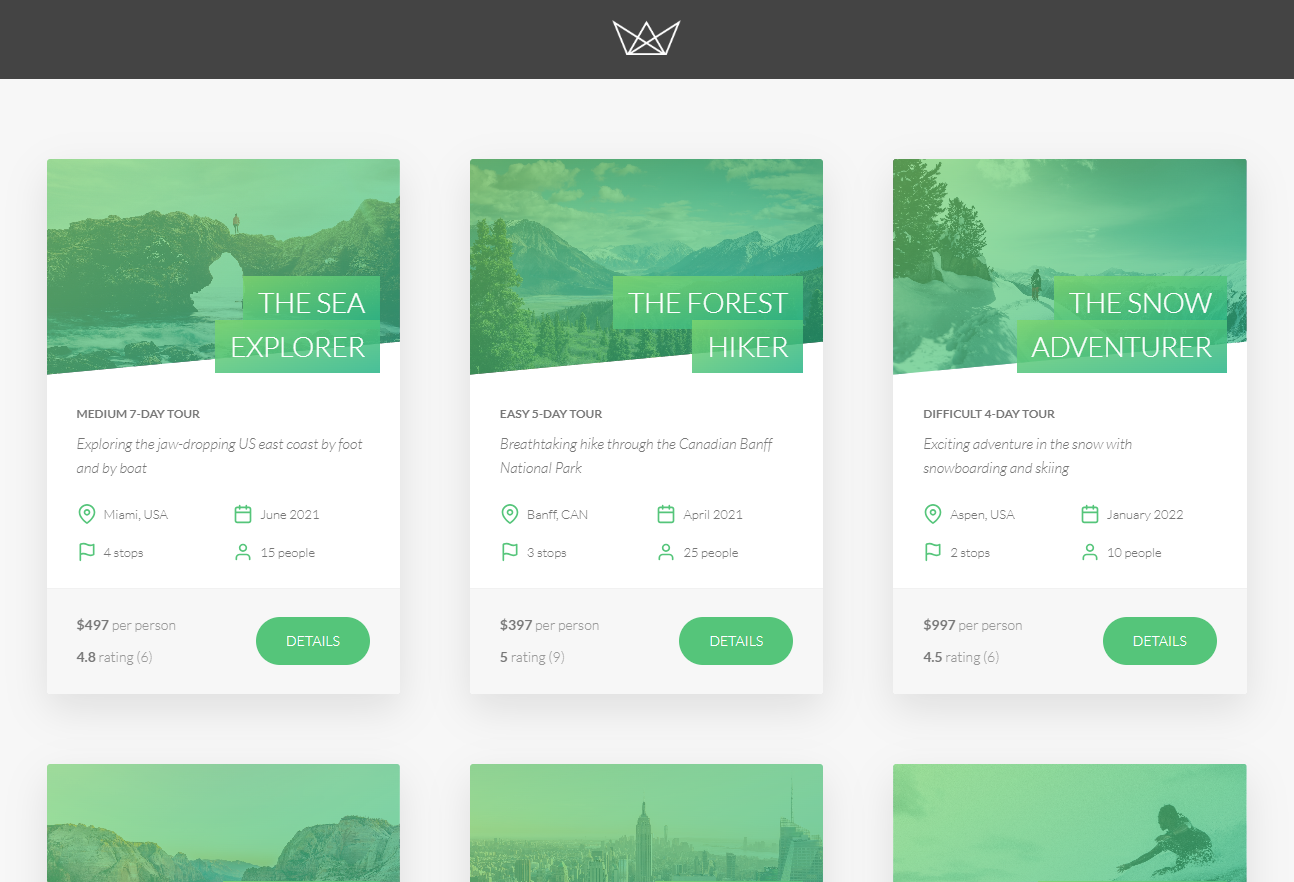 THE SEA
EXPLORER
MEDIUM 7-DAY TOUR
Exploring the jaw-dropping US east coast by foot
and by boat
Miami, USA
June 2021
4 stops
15 people
$497 per person
4.8 rating (6)
DETAILS
THE FOREST
HIKER
EASY 5-DAY TOUR
Breathtaking hike through the Canadian Banff
National Park
Banff, CAN
April 2021
3 stops
25 people
$397 per person
5 rating (9)
DETAILS
THE SNOW
ADVENTURER
DIFFICULT 4-DAY TOUR
Exciting adventure in the snow with
snowboarding and skiing
Aspen, USA
January 2022
2 stops
10 people
$997 per person
4.5 rating (6)
DETAILS